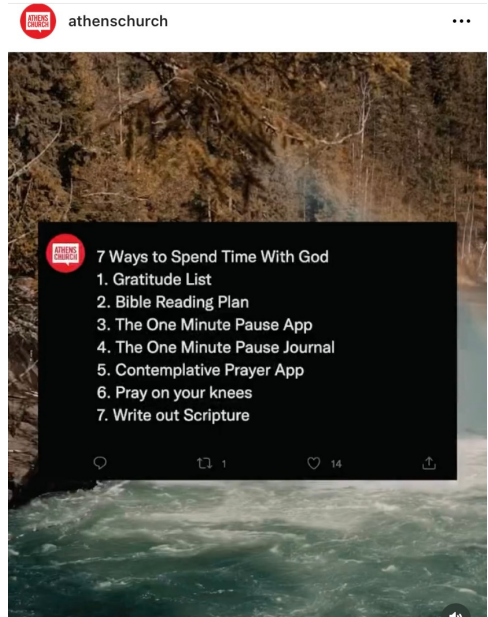 ATHENS
CHURCH
athenschurch
ATHENS
CHURCH
7 Ways to Spend Time With God
1. Gratitude List
2. Bible Reading Plan
3. The One Minute Pause App
4. The One Minute Pause Journal
5. Contemplative Prayer App
6. Pray on your knees
7. Write out Scripture
1
14